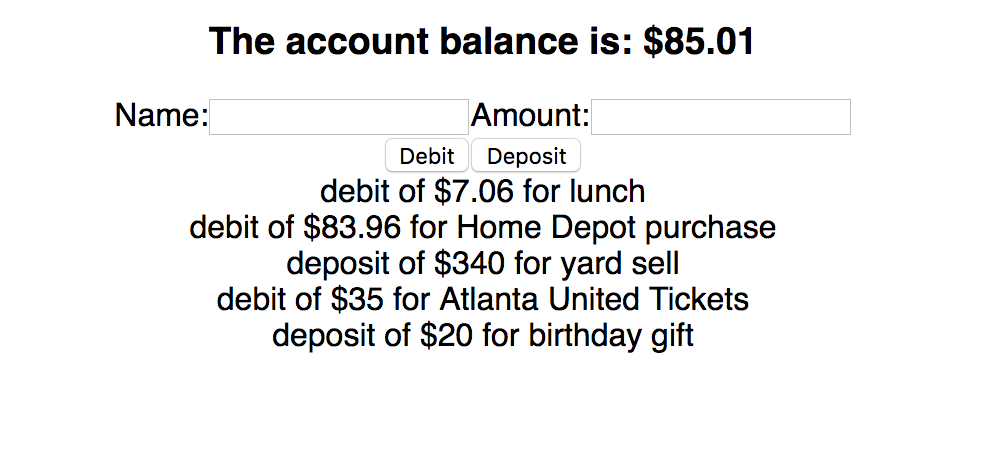 The account balance is: $85.01
Name: Amount:
Debit Deposit
debit of $7.06 for lunch
debit of $83.96 for Home Depot purchase
deposit of $340 for yard sell
debit of $35 for Atlanta United Tickets
deposit of $20 for birthday gift